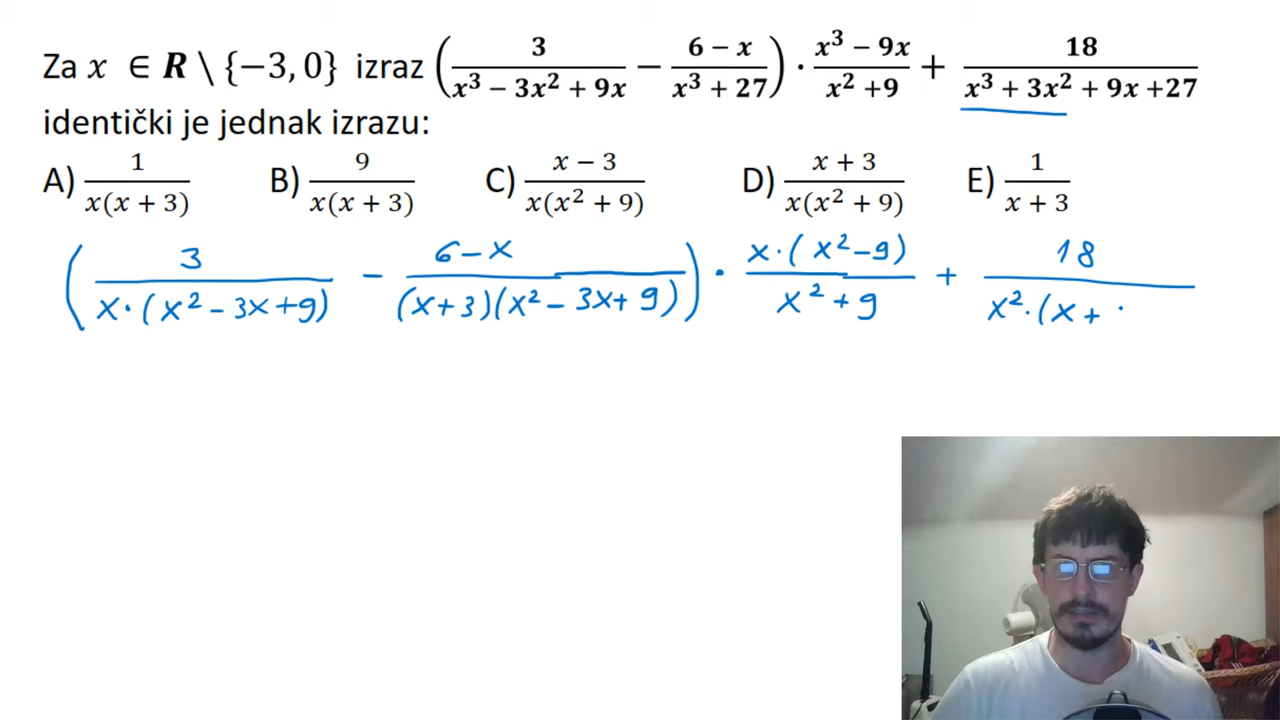 Za x ∈ R \ {−3, 0} izraz (3/(x³ − 3x² + 9x) − (6 − x)/(x³ + 27)) · (x³ − 9x)/(x² +9) + 18/(x³ + 3x² + 9x +27)
identički je jednak izrazu:
A) 1/(x(x + 3)) B) 9/(x(x + 3)) C) (x − 3)/(x(x² + 9)) D) (x + 3)/(x(x² + 9)) E) 1/(x + 3)
(3/(x·(x² − 3x + 9)) − (6 − x)/((x + 3)(x² − 3x + 9))) · (x·(x² − 9))/(x² + 9) + 18/(x²·(x +